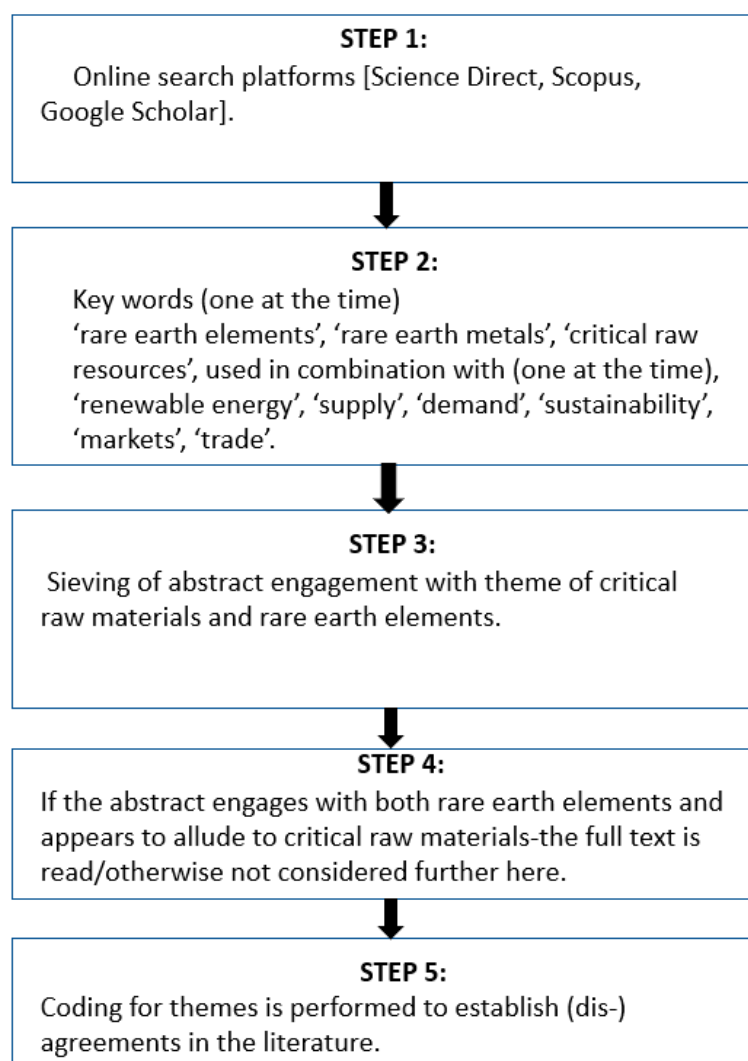 STEP 1:
Online search platforms [Science Direct, Scopus,
Google Scholar].
STEP 2:
Key words (one at the time)
‘rare earth elements’, ‘rare earth metals’, ‘critical raw
resources’, used in combination with (one at the time),
‘renewable energy’, ‘supply’, ‘demand’, ‘sustainability’,
‘markets’, ‘trade’.
STEP 3:
Sieving of abstract engagement with theme of critical
raw materials and rare earth elements.
STEP 4:
If the abstract engages with both rare earth elements and
appears to allude to critical raw materials-the full text is
read/otherwise not considered further here.
STEP 5:
Coding for themes is performed to establish (dis-)
agreements in the literature.